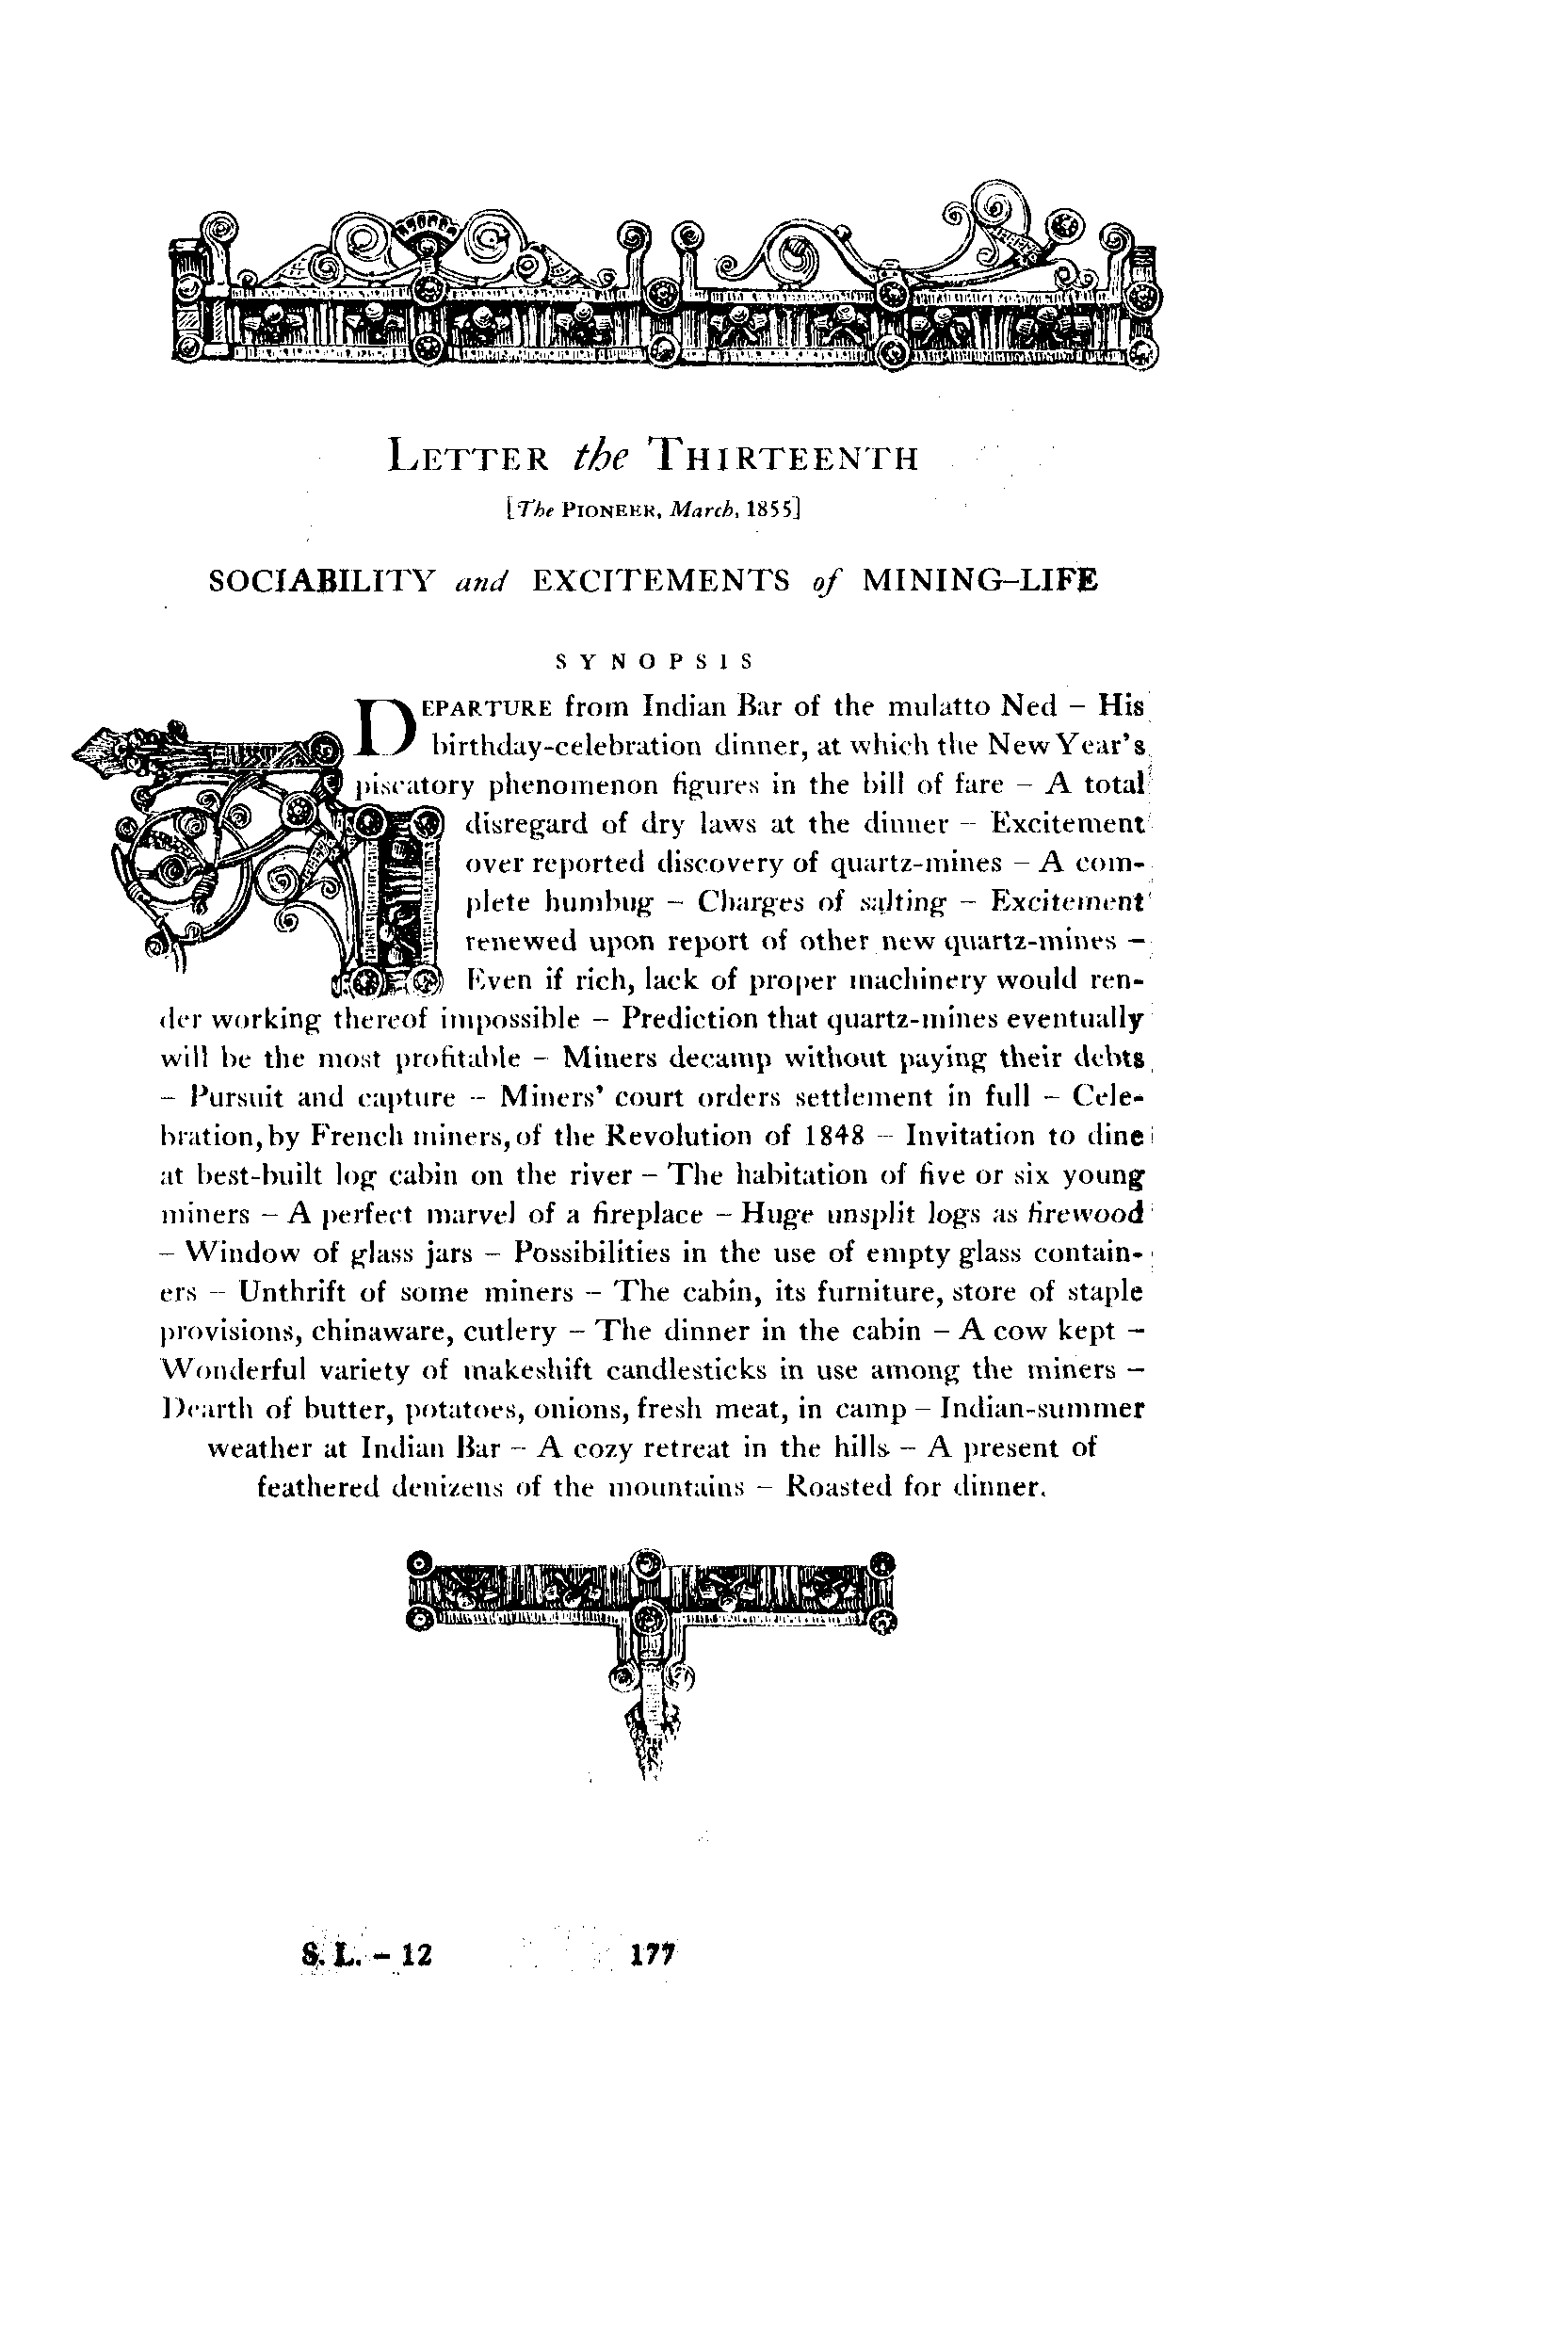 LETTER the THIRTEENTH
[The PIONEER, March, 1855]
SOCIABILITY and EXCITEMENTS of MINING–LIFE
SYNOPSIS
DEPARTURE from Indian Bar of the mulatto Ned – His
birthday-celebration dinner, at which the New Year's
piscatory phenomenon figures in the bill of fare – A total
disregard of dry laws at the dinner – Excitement
over reported discovery of quartz-mines – A com-
plete humbug – Charges of salting – Excitement
renewed upon report of other new quartz-mines –
Even if rich, lack of proper machinery would ren-
der working thereof impossible – Prediction that quartz-mines eventually
will be the most profitable – Miners decamp without paying their debts
– Pursuit and capture – Miners' court orders settlement in full – Cele-
bration, by French miners, of the Revolution of 1848 – Invitation to dine
at best-built log cabin on the river – The habitation of five or six young
miners – A perfect marvel of a fireplace – Huge unsplit logs as firewood
– Window of glass jars – Possibilities in the use of empty glass contain-
ers – Unthrift of some miners – The cabin, its furniture, store of staple
provisions, chinaware, cutlery – The dinner in the cabin – A cow kept –
Wonderful variety of makeshift candlesticks in use among the miners –
Dearth of butter, potatoes, onions, fresh meat, in camp – Indian-summer
weather at Indian Bar – A cozy retreat in the hills – A present of
feathered denizens of the mountains – Roasted for dinner.
S. L. – 12 177